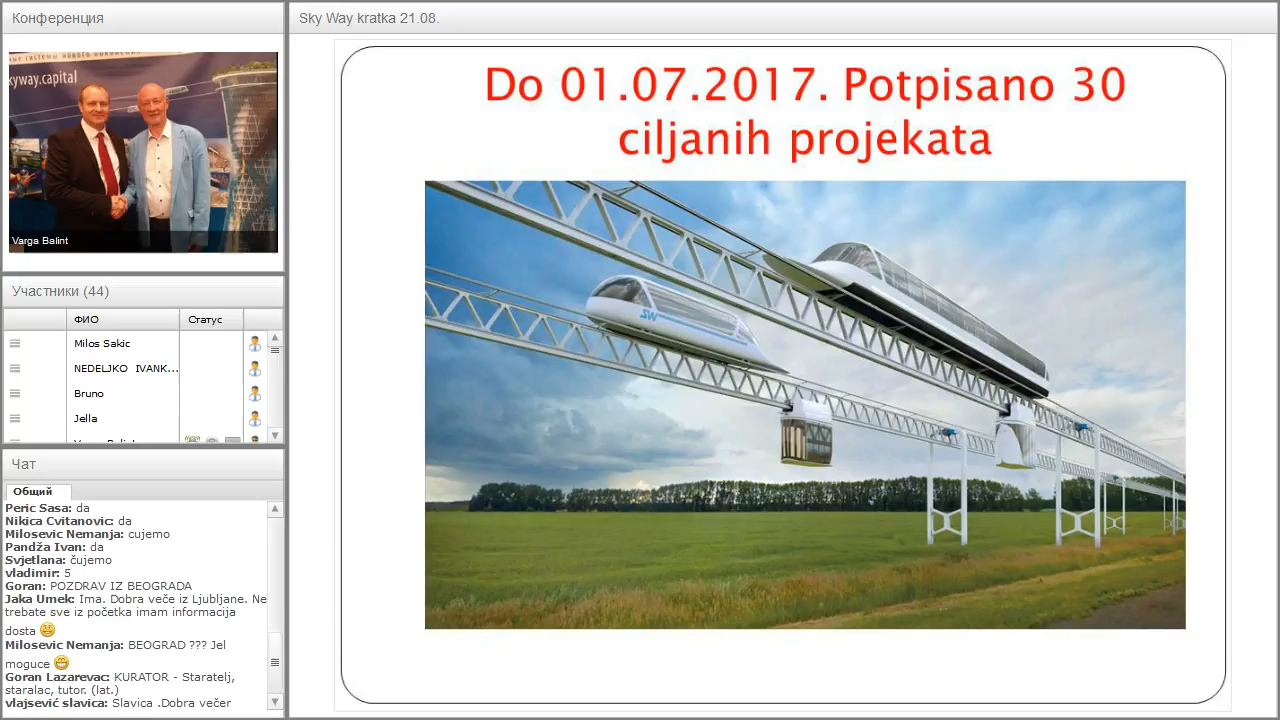 Конференция
kyway.capital
Varga Balint
Участники (44)
ФИО
Статус
Milos Sakic
NEDELJKO IVANK...
Bruno
Jella
Чат
Общий
Peric Sasa: da
Nikica Cvitanovic: da
Milosevic Nemanja: cujemo
Pandža Ivan: da
Svjetlana: čujemo
vladimir: 5
Goran: POZDRAV IZ BEOGRADA
Jaka Umek: Ima. Dobra veče iz Ljubljane. Ne
trebate sve iz početka imam informacija
dosta
Milosevic Nemanja: BEOGRAD ??? Jel
moguce
Goran Lazarevac: KURATOR - Staratelj,
staralac, tutor. (lat.)
vlajsević slavica: Slavica .Dobra večer
Sky Way kratka 21.08.
Do 01.07.2017. Potpisano 30
ciljanih projekata
SW